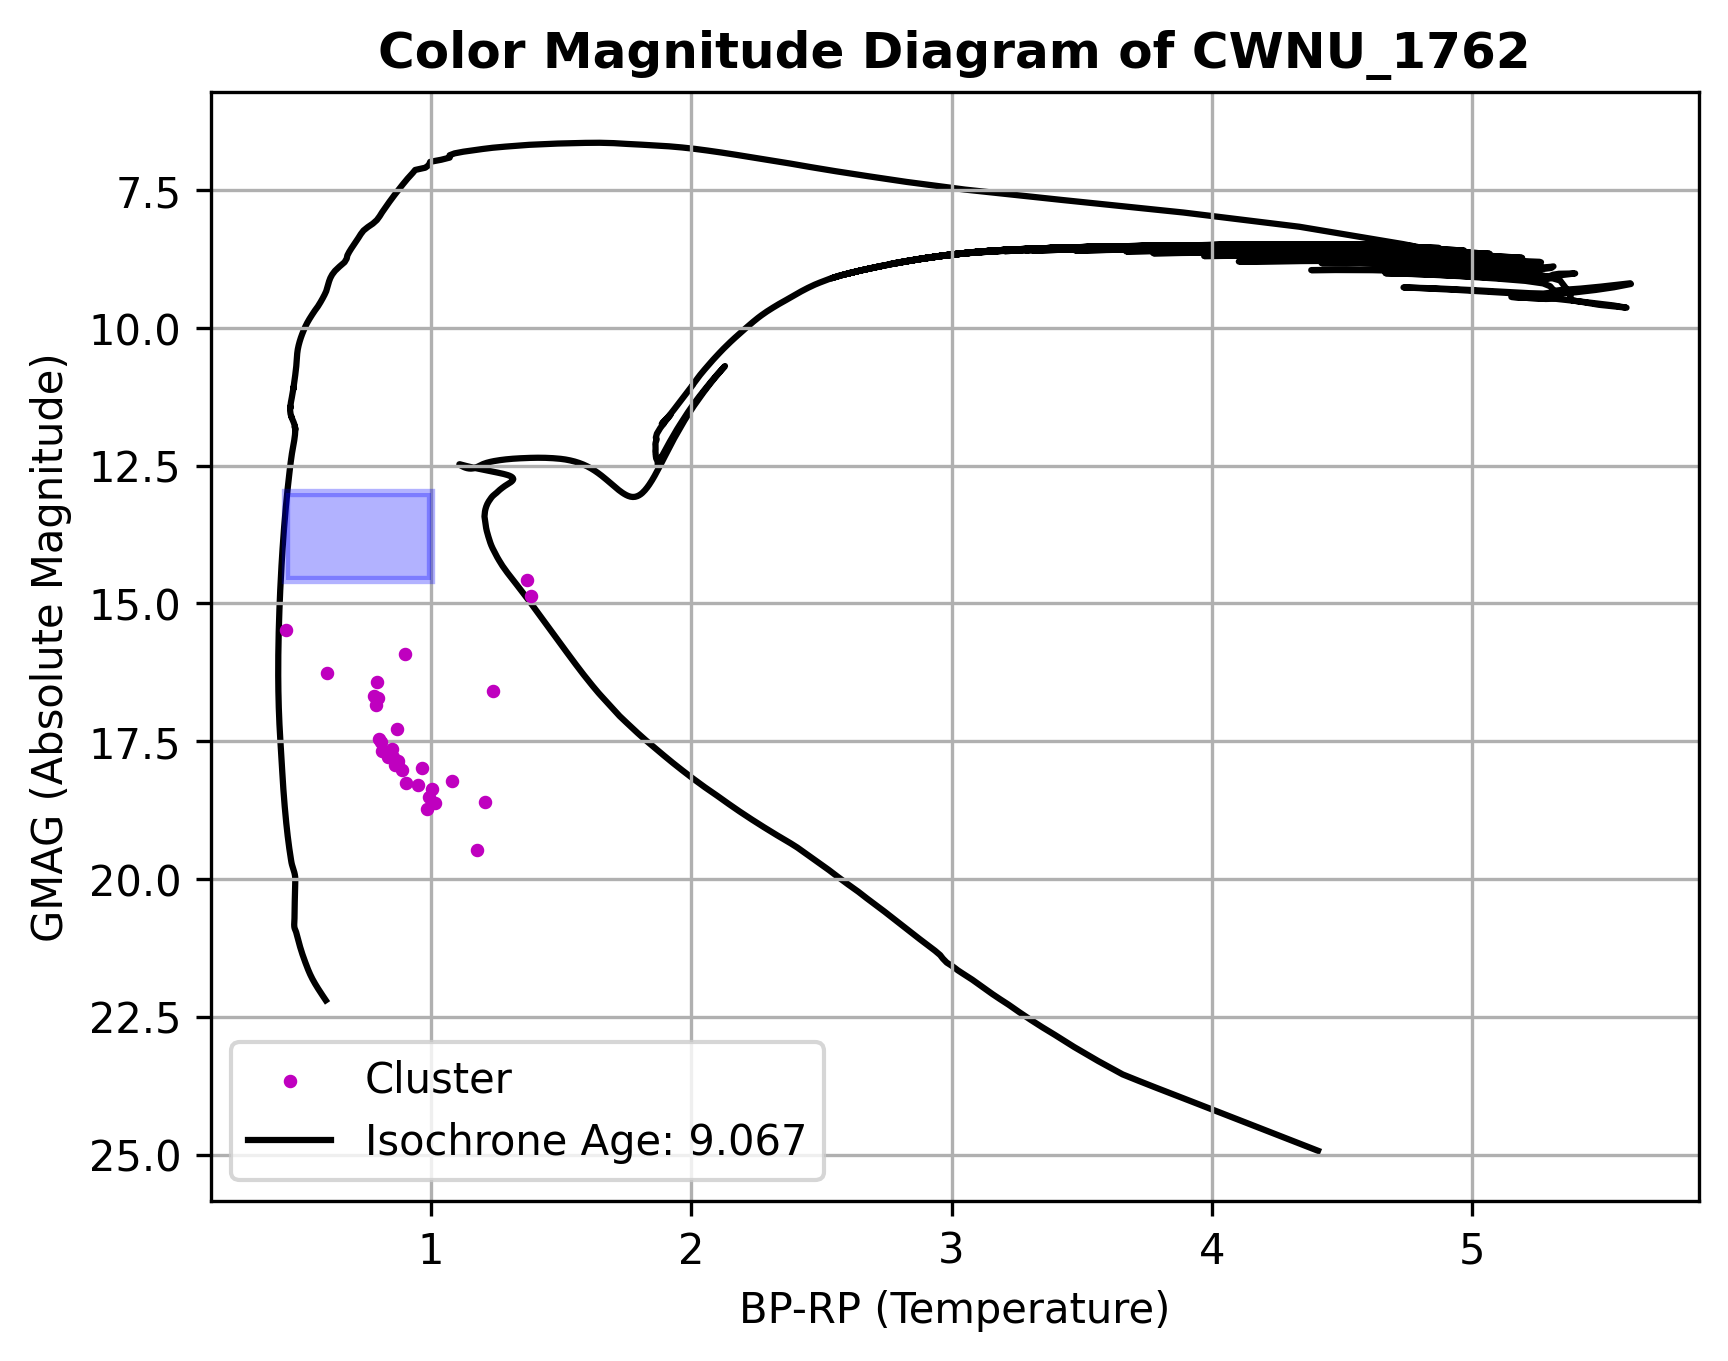 Color Magnitude Diagram of CWNU_1762
GMAG (Absolute Magnitude)
7.5
10.0
12.5
15.0
17.5
20.0
22.5
25.0
Cluster
Isochrone Age: 9.067
1 2 3 4 5
BP-RP (Temperature)